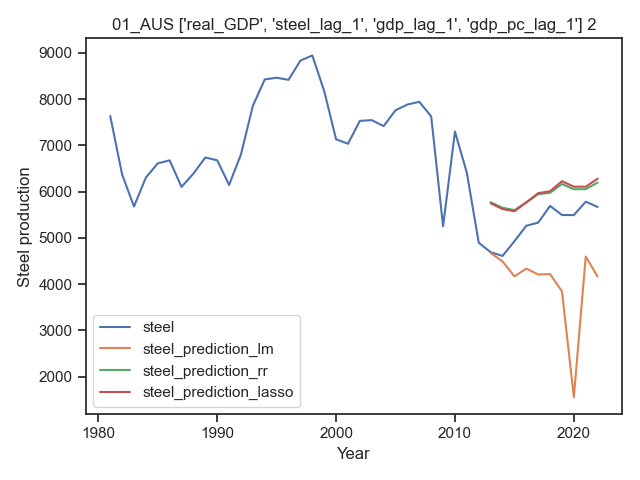 01_AUS ['real_GDP', 'steel_lag_1', 'gdp_lag_1', 'gdp_pc_lag_1'] 2
9000
8000
7000
6000
5000
4000
3000
2000
Steel production
steel
steel_prediction_lm
steel_prediction_rr
steel_prediction_lasso
1980
1990
2000
2010
2020
Year